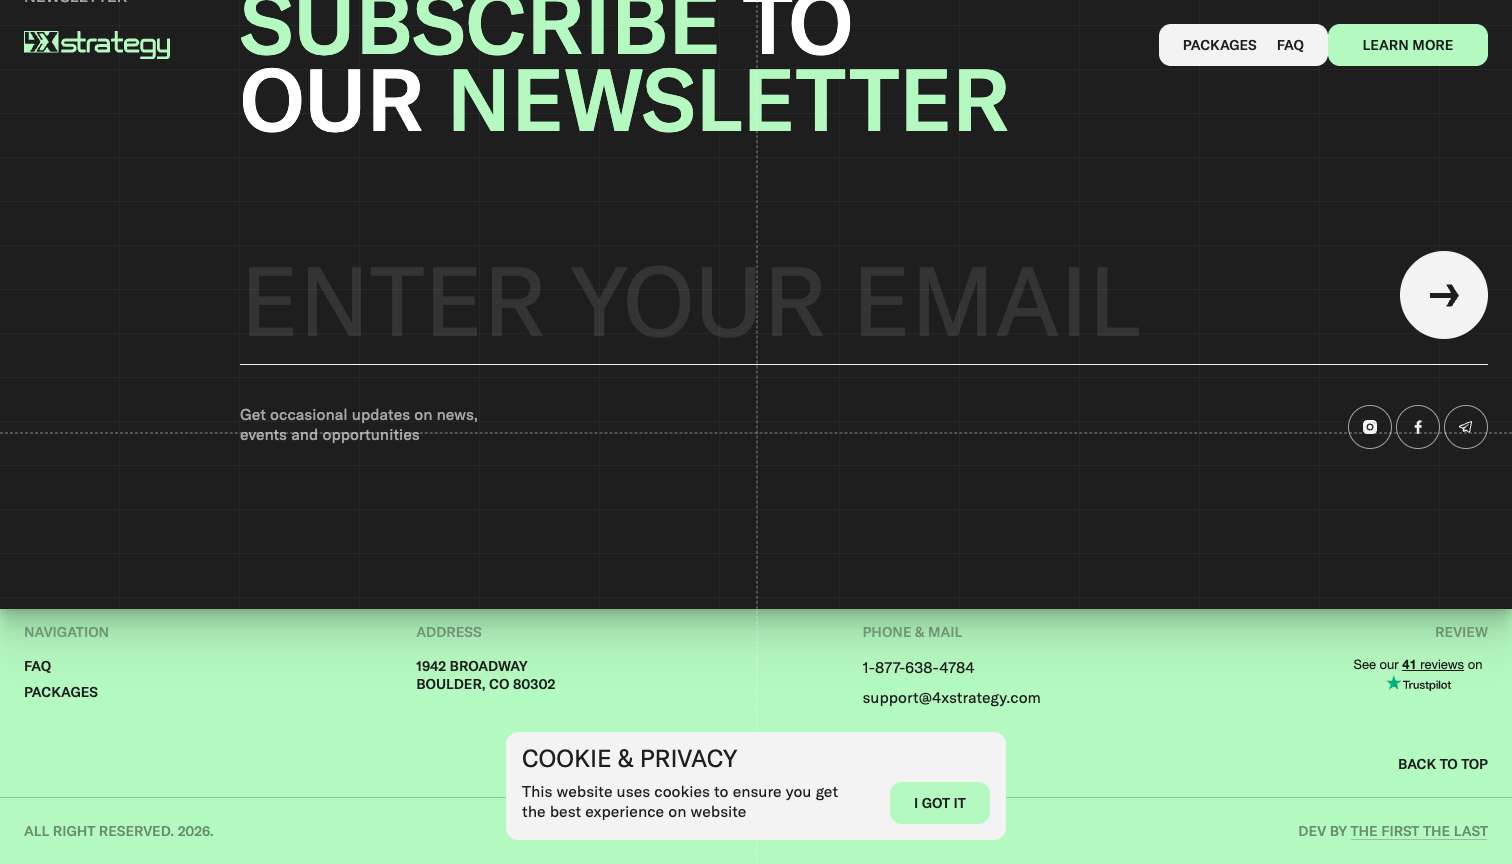 NEWSLETTER
SUBSCRIBE TO
OUR NEWSLETTER
4Xstrategy
PACKAGES
FAQ
LEARN MORE
ENTER YOUR EMAIL
Get occasional updates on news,
events and opportunities
NAVIGATION
FAQ
PACKAGES
ADDRESS
1942 BROADWAY
BOULDER, CO 80302
PHONE & MAIL
1-877-638-4784
support@4xstrategy.com
REVIEW
See our 41 reviews on
Trustpilot
BACK TO TOP
COOKIE & PRIVACY
This website uses cookies to ensure you get
the best experience on website
I GOT IT
ALL RIGHT RESERVED. 2026.
DEV BY THE FIRST THE LAST